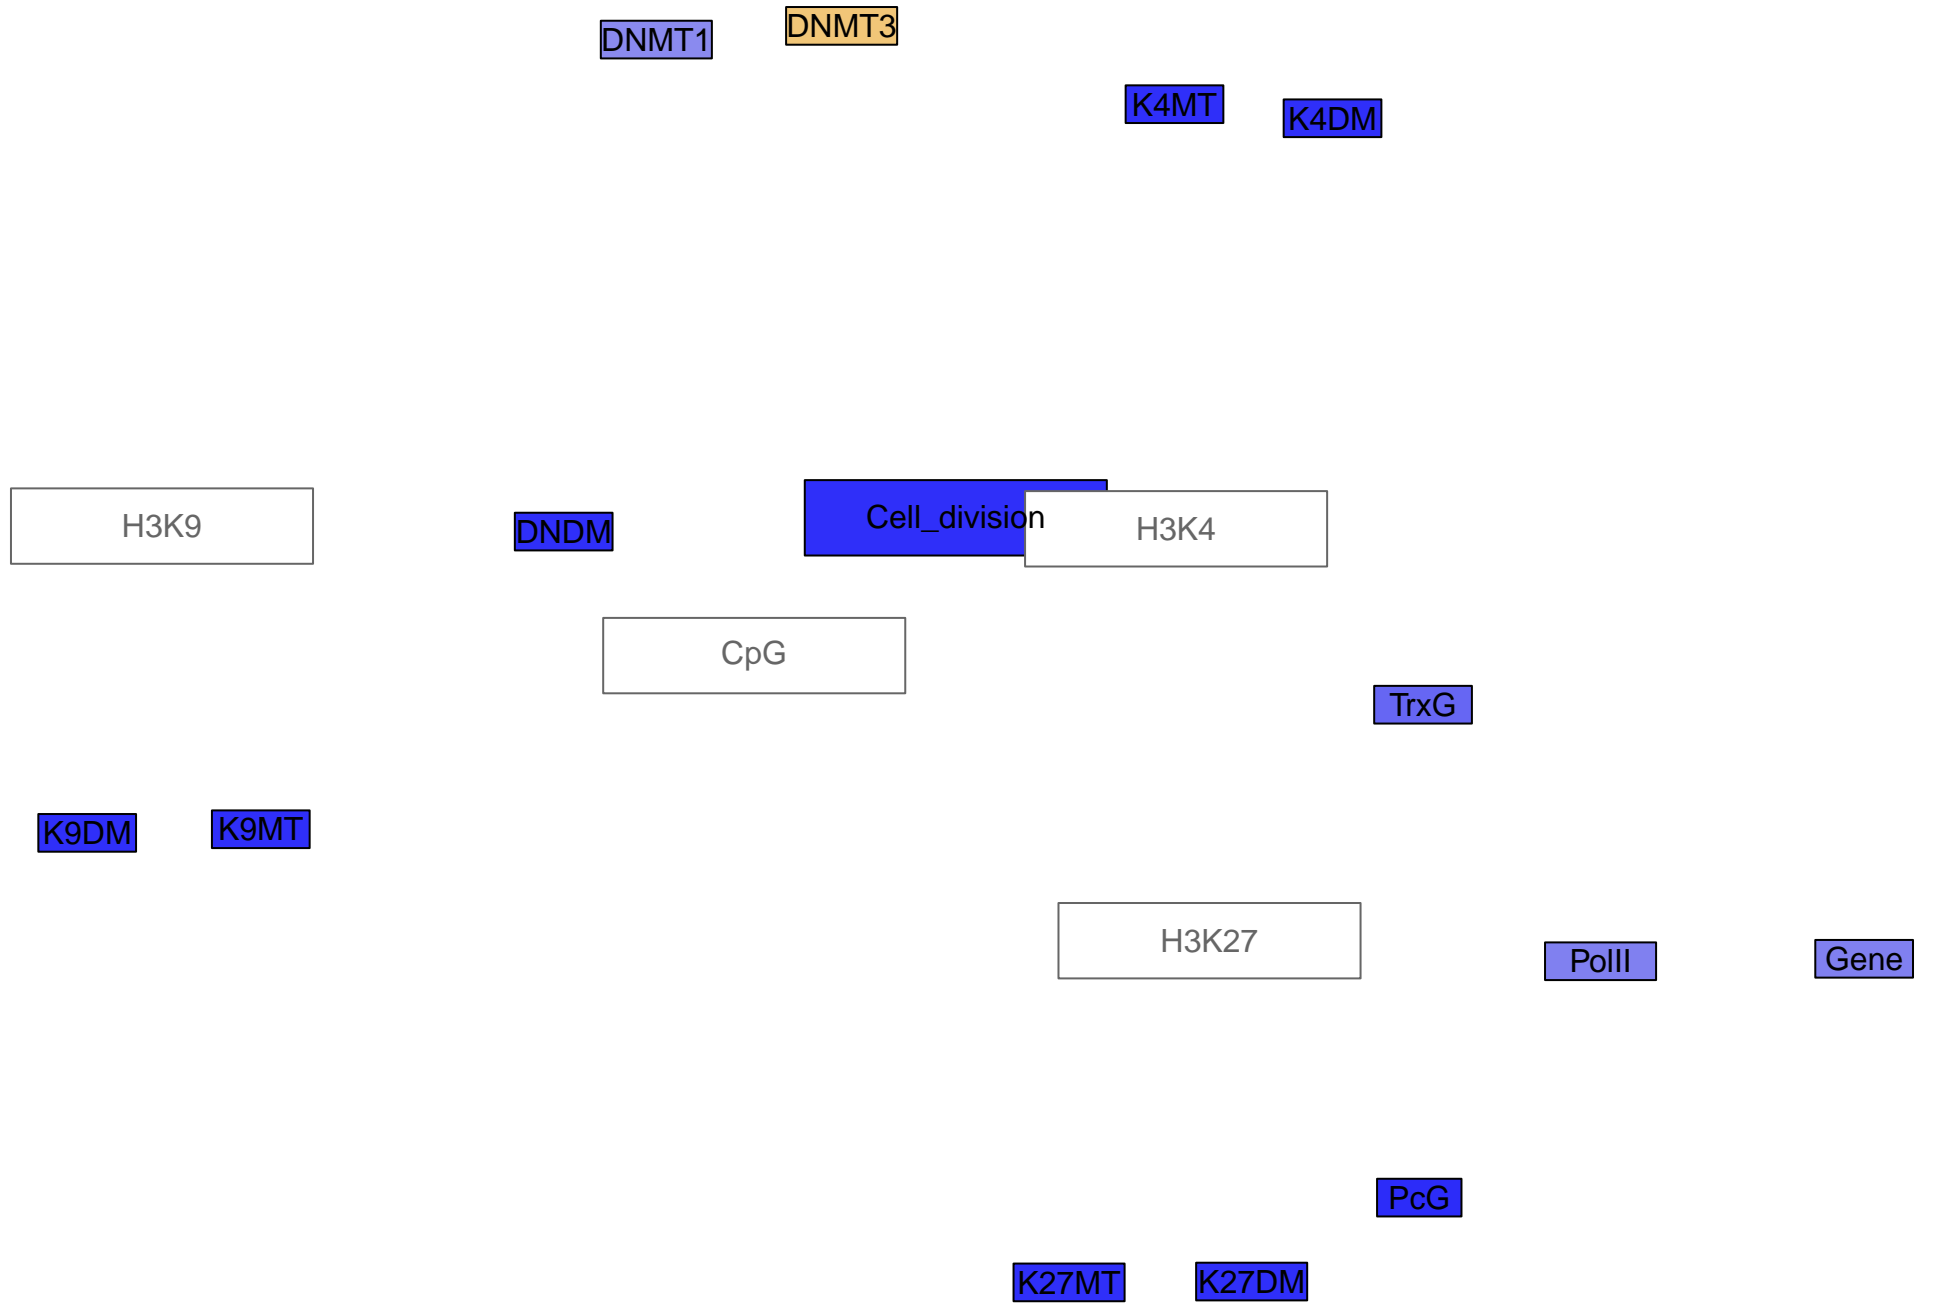 DNMT1
DNMT3
K4MT
K4DM
H3K9
DNDM
Cell_division
H3K4
CpG
TrxG
K9DM
K9MT
H3K27
PolII
Gene
PcG
K27MT
K27DM